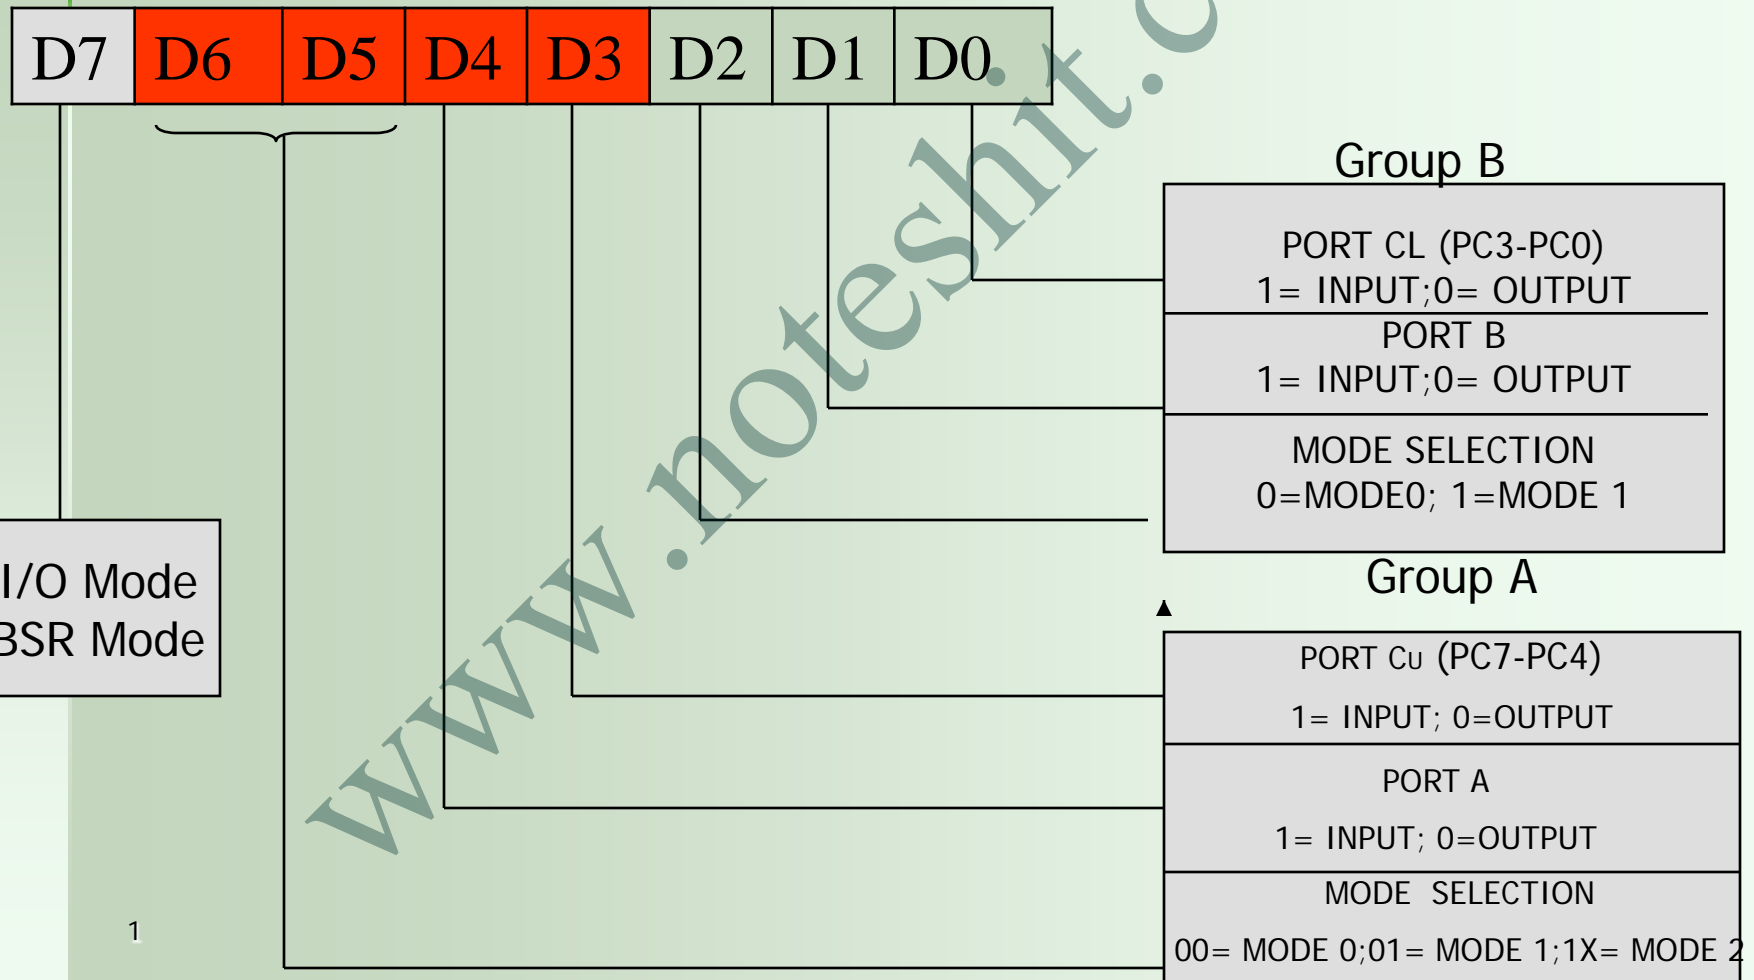 D7 D6 D5 D4 D3 D2 D1 D0
Group B
PORT CL (PC3-PC0)
1= INPUT;0= OUTPUT
PORT B
1= INPUT;0= OUTPUT
MODE SELECTION
0=MODE0; 1=MODE 1
I/O Mode
BSR Mode
Group A
PORT CU (PC7-PC4)
1= INPUT; 0=OUTPUT
PORT A
1= INPUT; 0=OUTPUT
MODE SELECTION
00= MODE 0;01= MODE 1;1X= MODE 2
1
www.noteshit.c